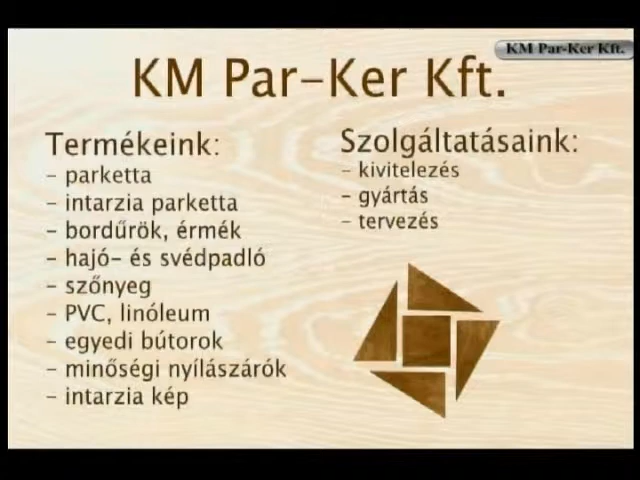 KM Par-Ker Kft.
KM Par-Ker Kft.
Termékeink:
- parketta
- intarzia parketta
- bordűrök, érmék
- hajó- és svédpadló
- szőnyeg
- PVC, linóleum
- egyedi bútorok
- minőségi nyílászárók
- intarzia kép
Szolgáltatásaink:
- kivitelezés
- gyártás
- tervezés